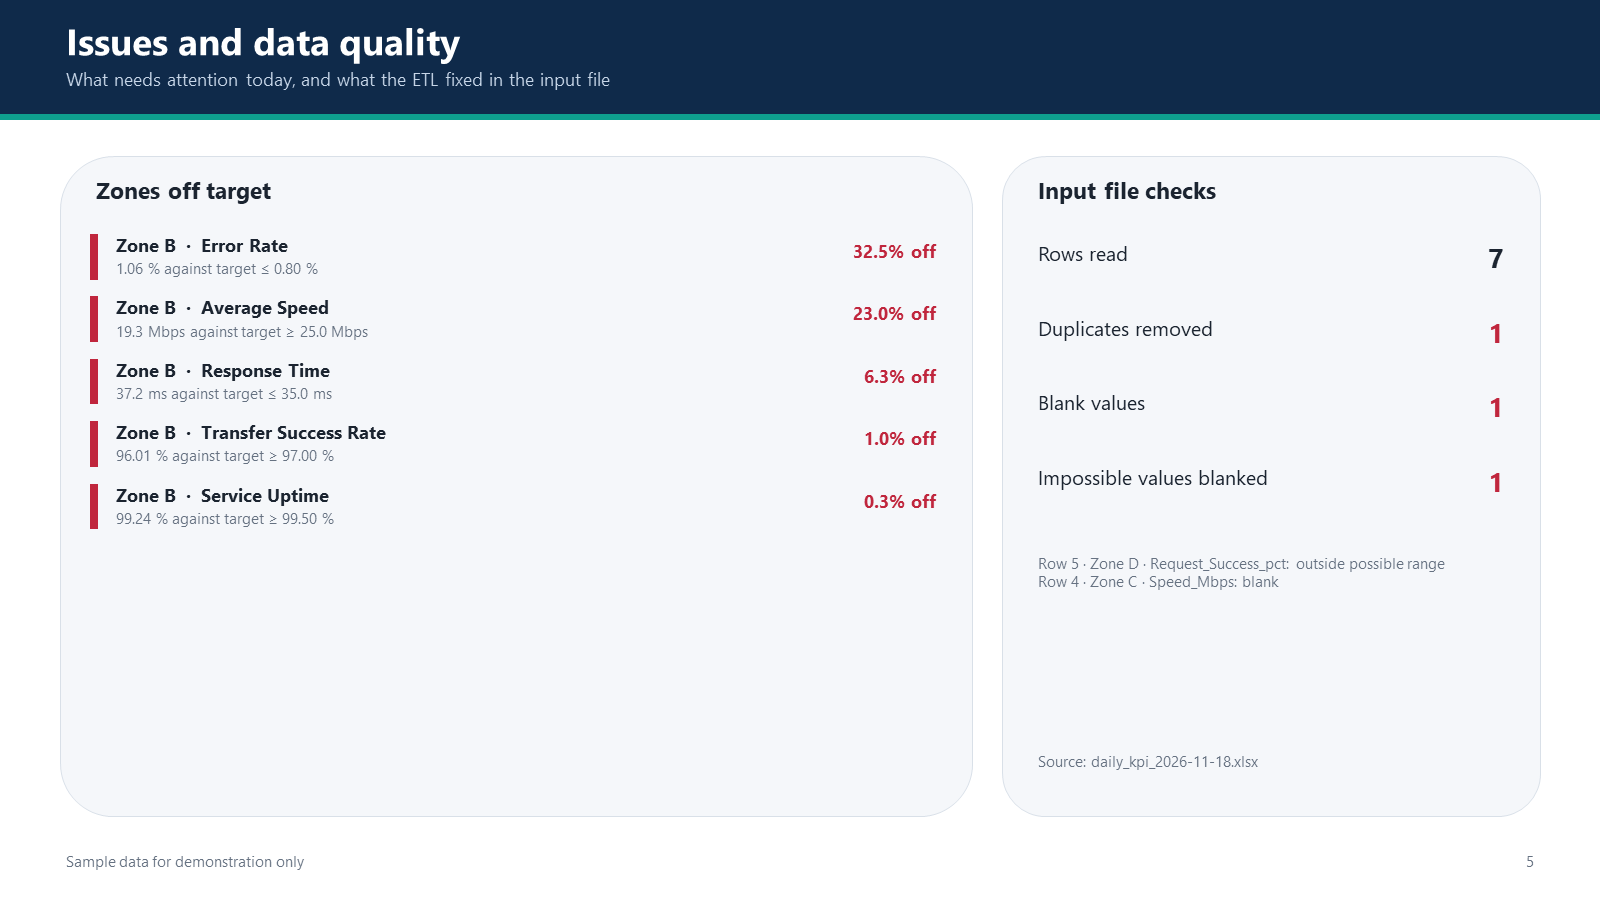 Issues and data quality
What needs attention today, and what the ETL fixed in the input file
Zones off target
Zone B · Error Rate
1.06 % against target ≤ 0.80 %
32.5% off
Zone B · Average Speed
19.3 Mbps against target ≥ 25.0 Mbps
23.0% off
Zone B · Response Time
37.2 ms against target ≤ 35.0 ms
6.3% off
Zone B · Transfer Success Rate
96.01 % against target ≥ 97.00 %
1.0% off
Zone B · Service Uptime
99.24 % against target ≥ 99.50 %
0.3% off
Input file checks
Rows read 7
Duplicates removed 1
Blank values 1
Impossible values blanked 1
Row 5 · Zone D · Request_Success_pct: outside possible range
Row 4 · Zone C · Speed_Mbps: blank
Source: daily_kpi_2026-11-18.xlsx
Sample data for demonstration only
5